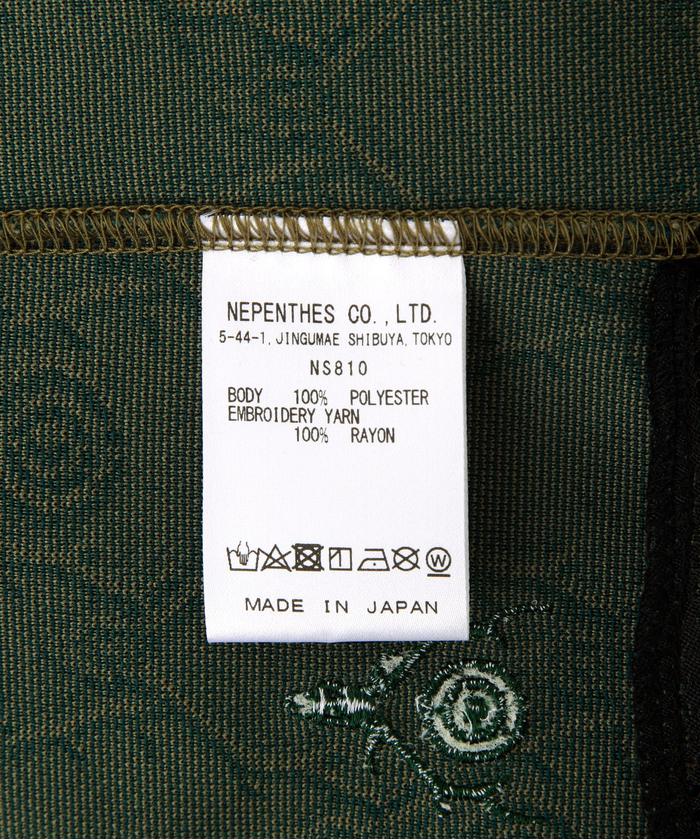 NEPENTHES CO.,LTD.
5-44-1, JINGUMAE SHIBUYA, TOKYO
NS810
BODY 100% POLYESTER
EMBROIDERY YARN
100% RAYON
W
MADE IN JAPAN